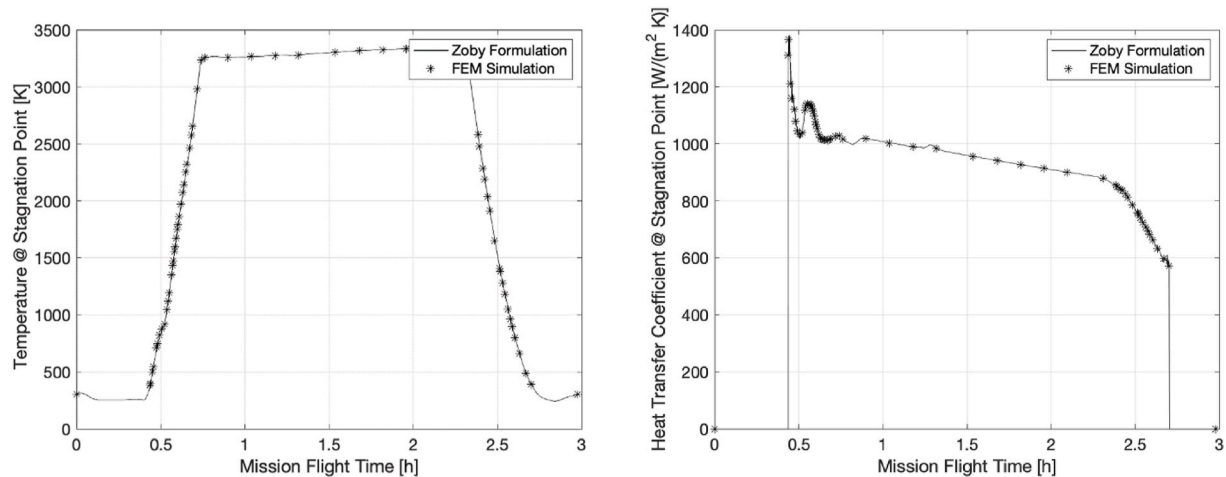 3500
3000
2500
2000
1500
1000
500
0
Temperature @ Stagnation Point [K]
Zoby Formulation
FEM Simulation
0 0.5 1 1.5 2 2.5 3
Mission Flight Time [h]
1400
1200
1000
800
600
400
200
0
Heat Transfer Coefficient @ Stagnation Point [W/(m² K)]
Zoby Formulation
FEM Simulation
0 0.5 1 1.5 2 2.5 3
Mission Flight Time [h]